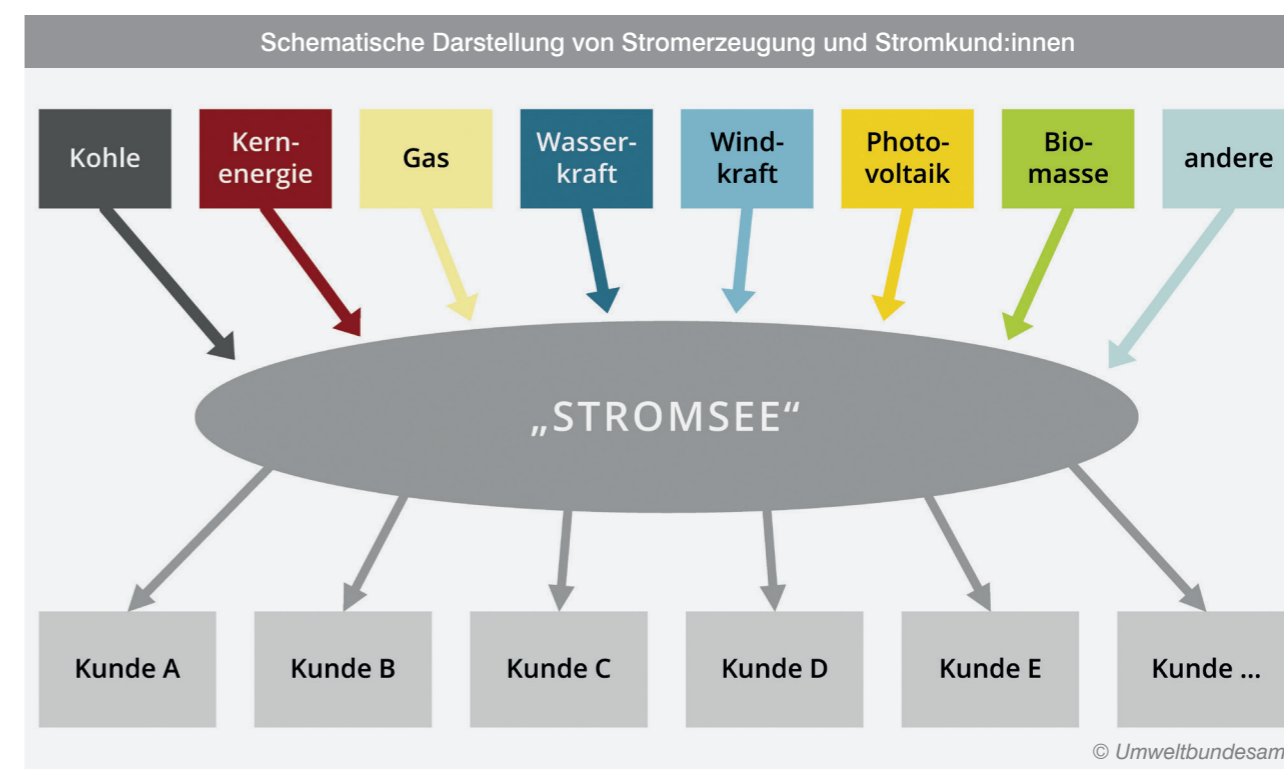 Schematische Darstellung von Stromerzeugung und Stromkund:innen
Kohle
Kern-
energie
Gas
Wasser-
kraft
Wind-
kraft
Photo-
voltaik
Bio-
masse
andere
„STROMSEE“
Kunde A
Kunde B
Kunde C
Kunde D
Kunde E
Kunde ...
© Umweltbundesam